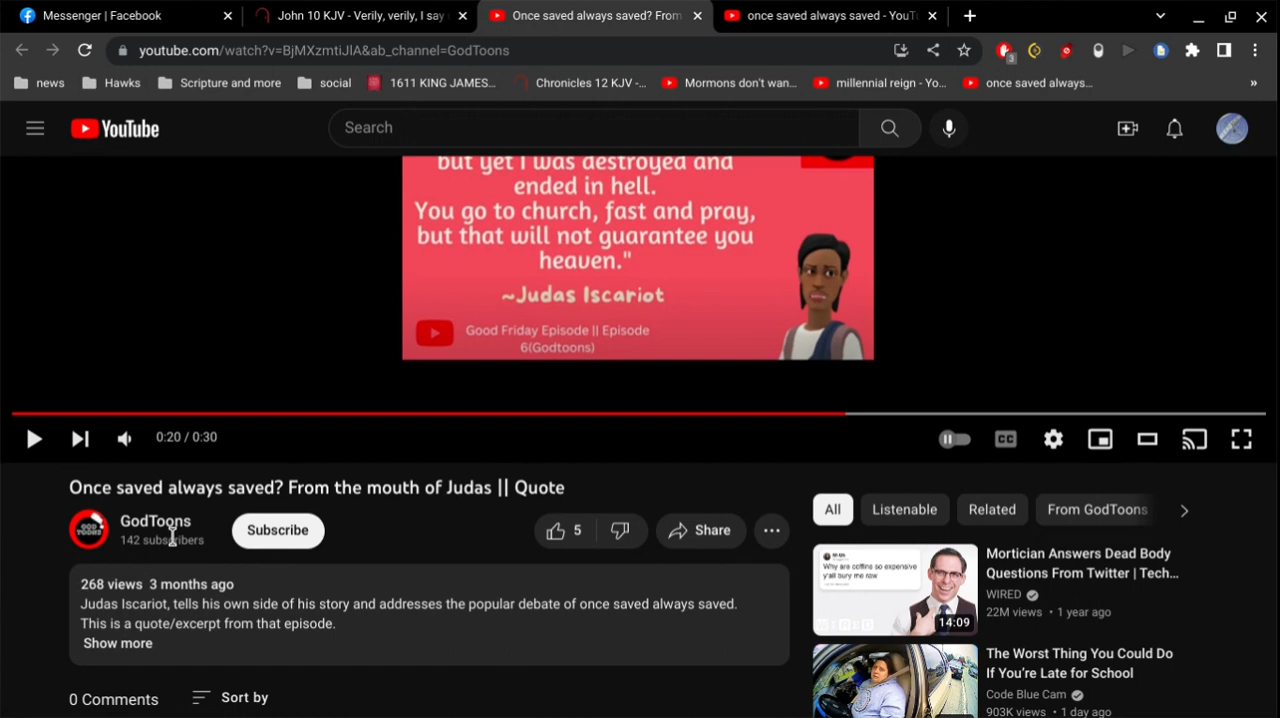 Messenger | Facebook
John 10 KJV - Verily, verily, I say
Once saved always saved? From
once saved always saved - YouT
youtube.com/watch?v=BjMXzmtiJlA&ab_channel=GodToons
3
news
Hawks
Scripture and more
social
1611 KING JAMES...
Chronicles 12 KJV -...
Mormons don't wan...
millennial reign - Yo...
once saved always...
»
YouTube
Search
but yet I was destroyed and
ended in hell.
You go to church, fast and pray,
but that will not guarantee you
heaven."
~Judas Iscariot
Good Friday Episode || Episode
6(Godtoons)
0:20 / 0:30
CC
Once saved always saved? From the mouth of Judas || Quote
GOD
TOONS
GodToons
142 subscribers
Subscribe
5
Share
268 views 3 months ago
Judas Iscariot, tells his own side of his story and addresses the popular debate of once saved always saved.
This is a quote/excerpt from that episode.
Show more
0 Comments
Sort by
All
Listenable
Related
From GodToons
Why are coffins so expensive
y'all bury me raw
WIRED
14:09
Mortician Answers Dead Body
Questions From Twitter | Tech...
WIRED
22M views • 1 year ago
The Worst Thing You Could Do
If You're Late for School
Code Blue Cam
903K views • 1 day ago